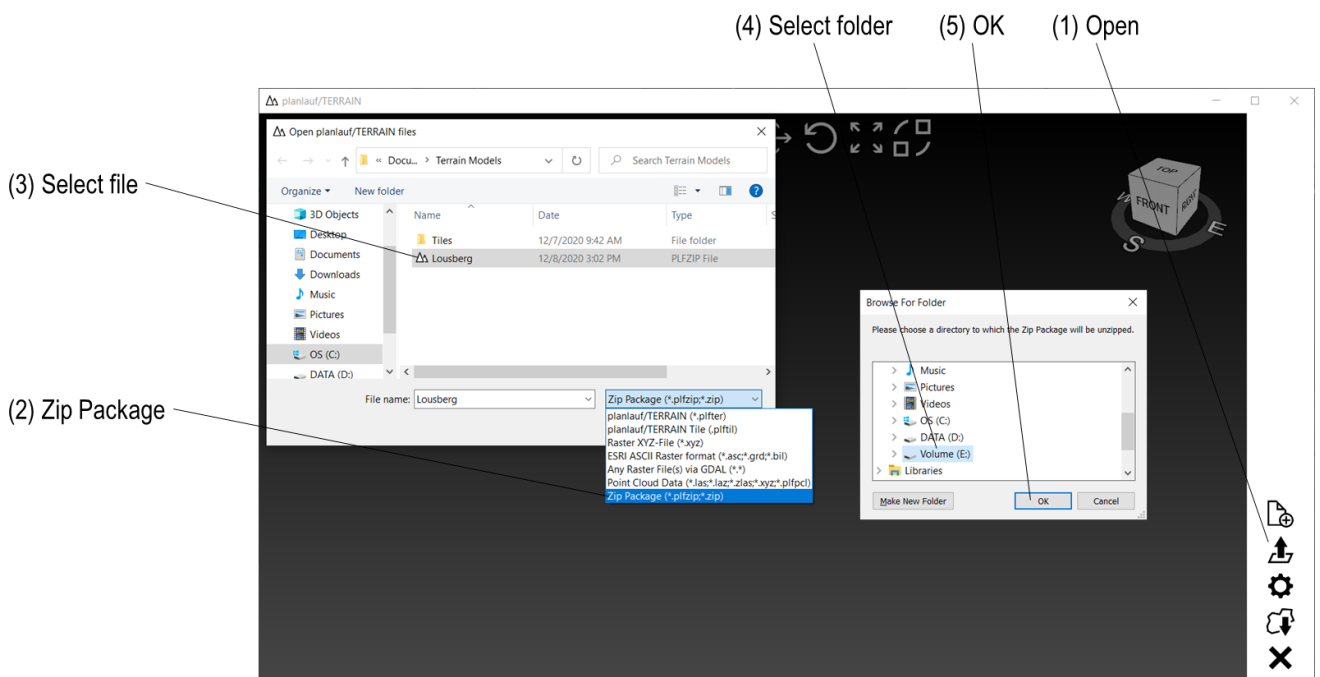 (4) Select folder
(5) OK
(1) Open
planlauf/TERRAIN
Open planlauf/TERRAIN files
« Docu... > Terrain Models
Search Terrain Models
(3) Select file
Organize
New folder
3D Objects
Desktop
Documents
Downloads
Music
Pictures
Videos
OS (C:)
DATA (D:)
Name
Date
Type
S
Tiles
12/7/2020 9:42 AM
File folder
Lousberg
12/8/2020 3:02 PM
PLFZIP File
File name: Lousberg
Zip Package (*.plfzip;*.zip)
(2) Zip Package
planlauf/TERRAIN (*.plfter)
planlauf/TERRAIN Tile (.plftil)
Raster XYZ-File (*.xyz)
ESRI ASCII Raster format (*.asc;*.grd;*.bil)
Any Raster File(s) via GDAL (*.*)
Point Cloud Data (*.las;*.laz;*.zlas;*.xyz;*.plfpcl)
Zip Package (*.plfzip;*.zip)
TOP
FRONT
RIGHT
W
S
E
Browse For Folder
Please choose a directory to which the Zip Package will be unzipped.
Music
Pictures
Videos
OS (C:)
DATA (D:)
Volume (E:)
Libraries
Make New Folder
OK
Cancel